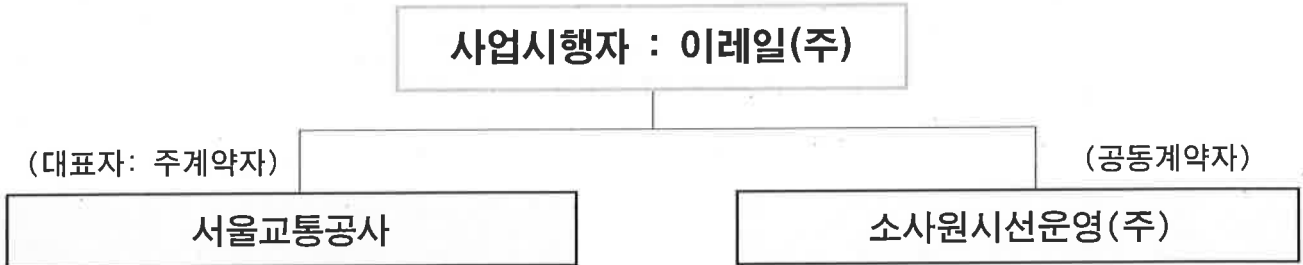 사업시행자 : 이레일(주)
(대표자: 주계약자)
(공동계약자)
서울교통공사
소사원시선운영(주)